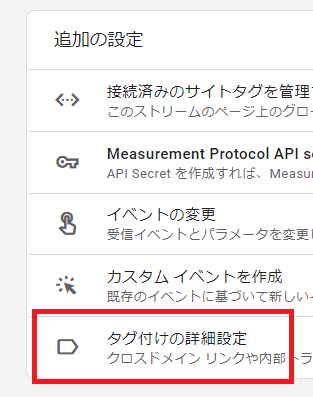 追加の設定
接続済みのサイトタグを管理
このストリームのページ上のグロー
Measurement Protocol API se
API Secret を作成すれば、Measu
イベントの変更
受信イベントとパラメータを変更し
カスタム イベントを作成
既存のイベントに基づいて新しい
タグ付けの詳細設定
クロスドメイン リンクや内部 トラ